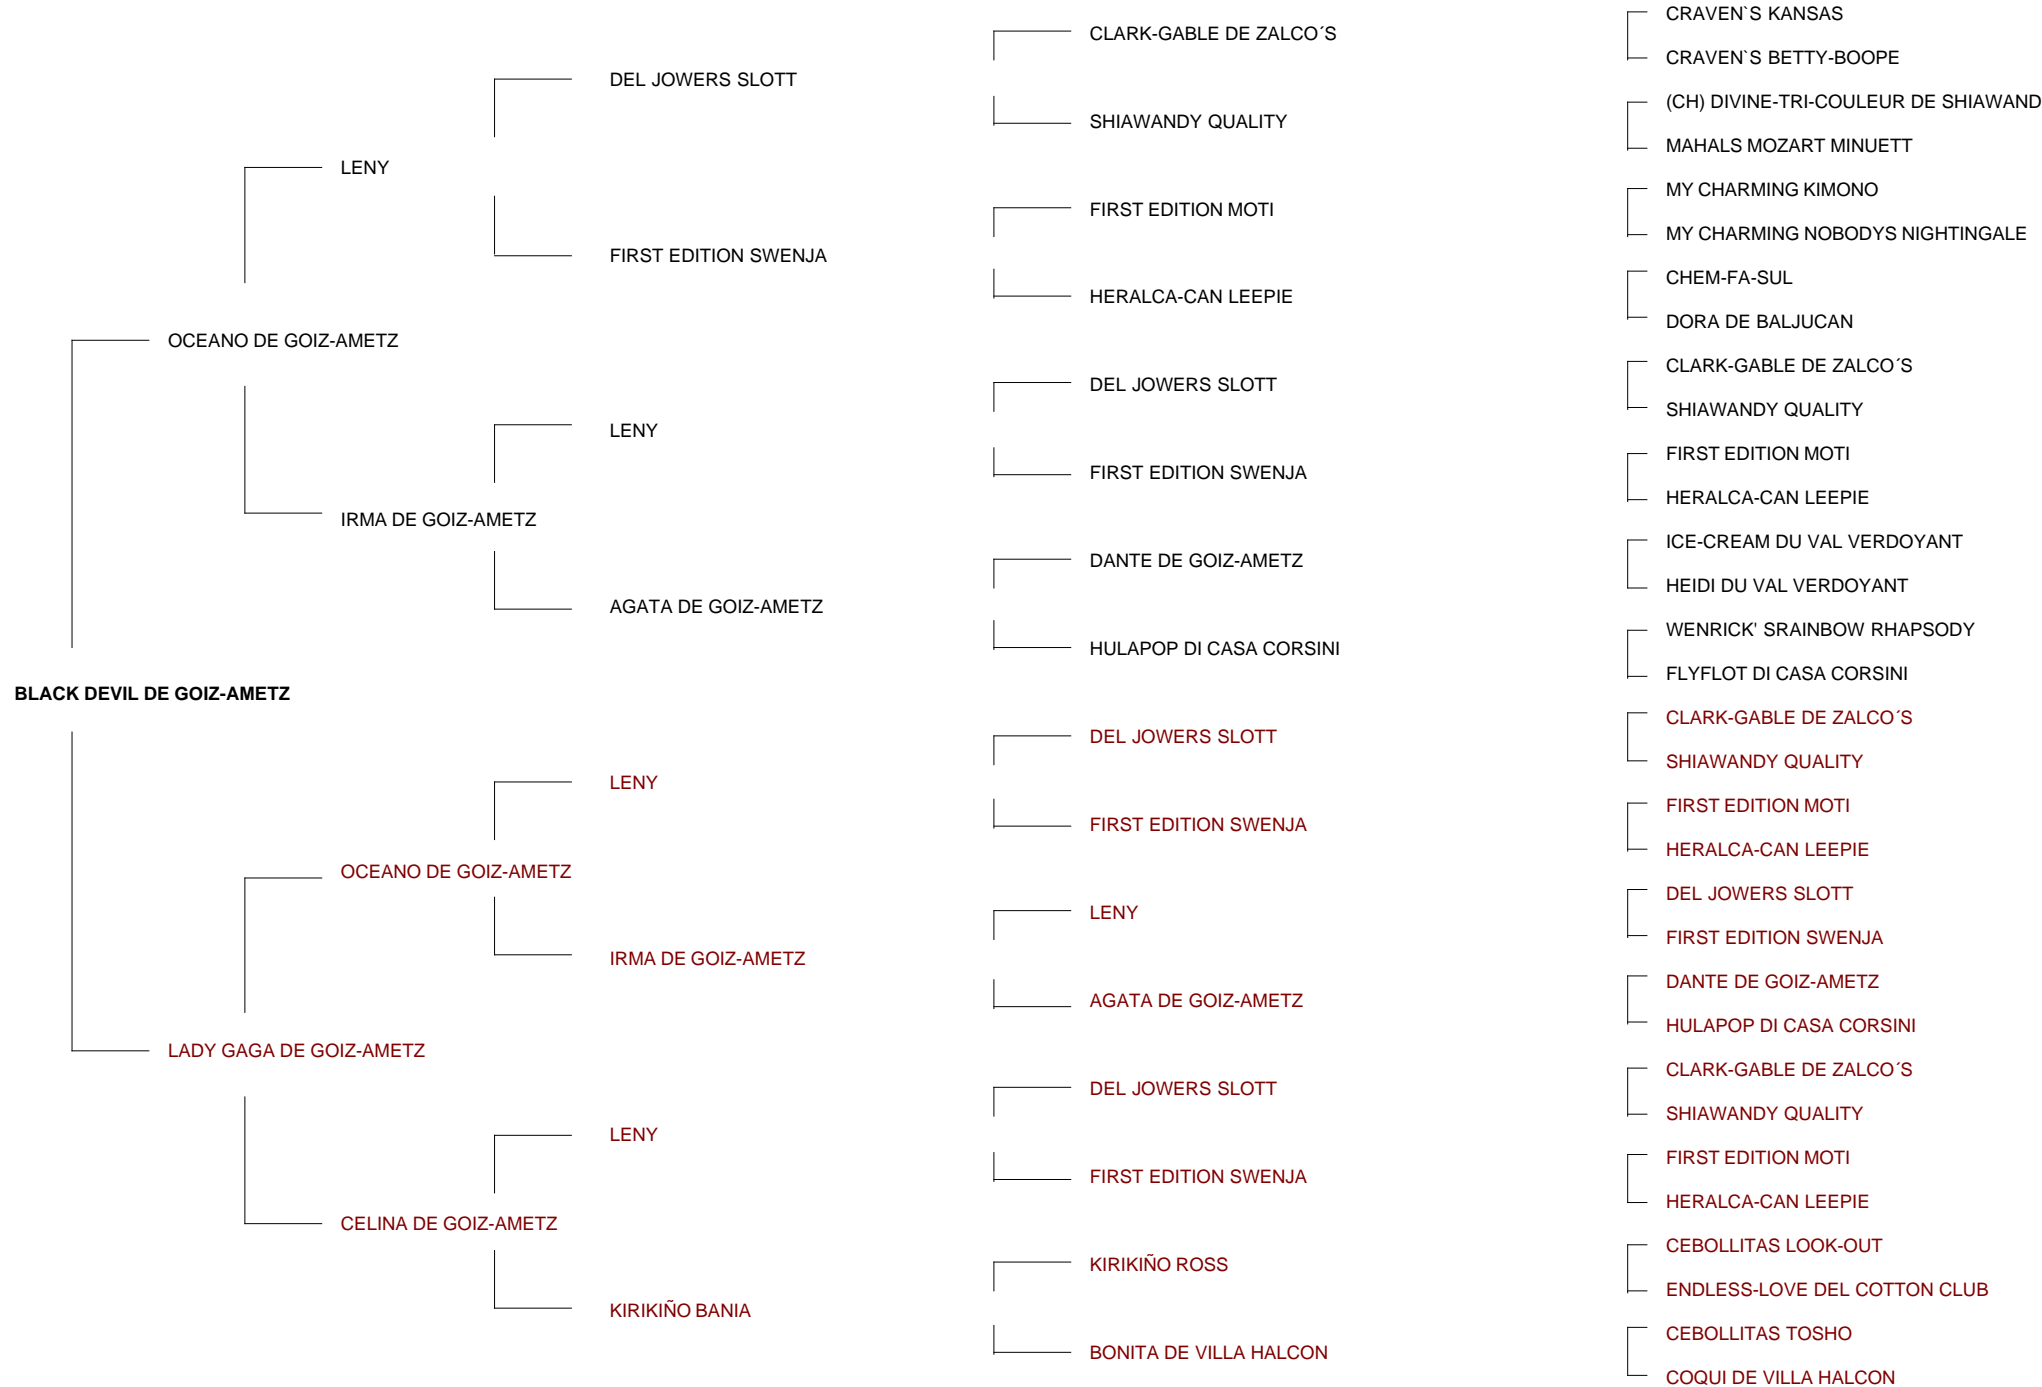 CRAVEN`S KANSAS
CLARK-GABLE DE ZALCO´S
CRAVEN`S BETTY-BOOPE
DEL JOWERS SLOTT
(CH) DIVINE-TRI-COULEUR DE SHIAWAND
SHIAWANDY QUALITY
MAHALS MOZART MINUETT
LENY
MY CHARMING KIMONO
FIRST EDITION MOTI
MY CHARMING NOBODYS NIGHTINGALE
FIRST EDITION SWENJA
CHEM-FA-SUL
HERALCA-CAN LEEPIE
DORA DE BALJUCAN
OCEANO DE GOIZ-AMETZ
CLARK-GABLE DE ZALCO´S
DEL JOWERS SLOTT
SHIAWANDY QUALITY
LENY
FIRST EDITION MOTI
FIRST EDITION SWENJA
HERALCA-CAN LEEPIE
IRMA DE GOIZ-AMETZ
ICE-CREAM DU VAL VERDOYANT
DANTE DE GOIZ-AMETZ
HEIDI DU VAL VERDOYANT
AGATA DE GOIZ-AMETZ
WENRICK' SRAINBOW RHAPSODY
HULAPOP DI CASA CORSINI
FLYFLOT DI CASA CORSINI
BLACK DEVIL DE GOIZ-AMETZ
CLARK-GABLE DE ZALCO´S
DEL JOWERS SLOTT
SHIAWANDY QUALITY
LENY
FIRST EDITION MOTI
FIRST EDITION SWENJA
HERALCA-CAN LEEPIE
OCEANO DE GOIZ-AMETZ
DEL JOWERS SLOTT
LENY
FIRST EDITION SWENJA
IRMA DE GOIZ-AMETZ
DANTE DE GOIZ-AMETZ
AGATA DE GOIZ-AMETZ
HULAPOP DI CASA CORSINI
LADY GAGA DE GOIZ-AMETZ
CLARK-GABLE DE ZALCO´S
DEL JOWERS SLOTT
SHIAWANDY QUALITY
LENY
FIRST EDITION MOTI
FIRST EDITION SWENJA
HERALCA-CAN LEEPIE
CELINA DE GOIZ-AMETZ
CEBOLLITAS LOOK-OUT
KIRIKIÑO ROSS
ENDLESS-LOVE DEL COTTON CLUB
KIRIKIÑO BANIA
CEBOLLITAS TOSHO
BONITA DE VILLA HALCON
COQUI DE VILLA HALCON